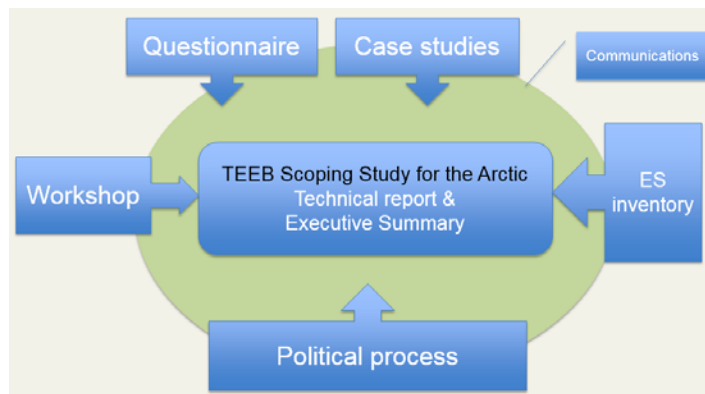 Questionnaire
Case studies
Communications
Workshop
TEEB Scoping Study for the Arctic
Technical report &
Executive Summary
ES
inventory
Political process